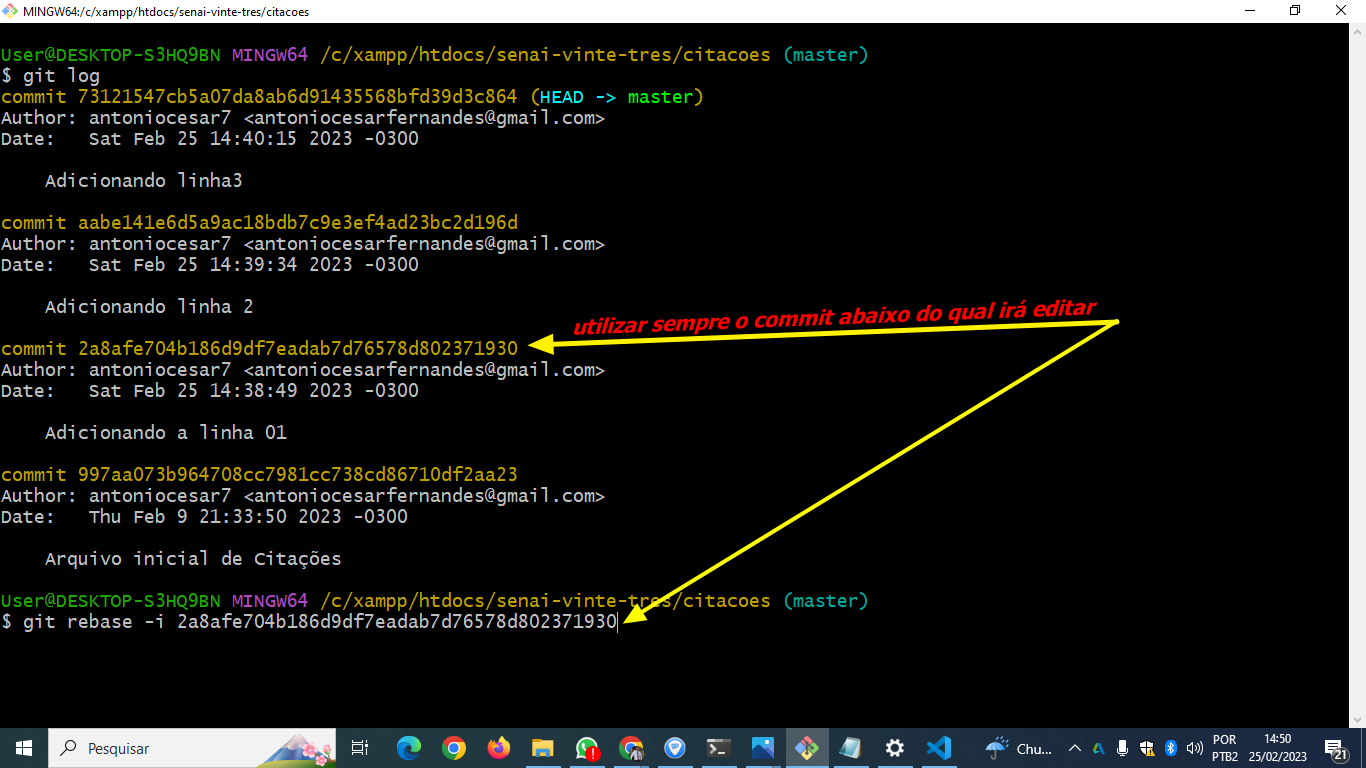 MINGW64:/c/xampp/htdocs/senai-vinte-tres/citacoes
User@DESKTOP-S3HQ9BN MINGW64 /c/xampp/htdocs/senai-vinte-tres/citacoes (master)
$ git log
commit 73121547cb5a07da8ab6d91435568bfd39d3c864 (HEAD -> master)
Author: antoniocesar7 <antoniocesarfernandes@gmail.com>
Date:   Sat Feb 25 14:40:15 2023 -0300
Adicionando linha3
commit aabe141e6d5a9ac18bdb7c9e3ef4ad23bc2d196d
Author: antoniocesar7 <antoniocesarfernandes@gmail.com>
Date:   Sat Feb 25 14:39:34 2023 -0300
Adicionando linha 2
utilizar sempre o commit abaixo do qual irá editar
commit 2a8afe704b186d9df7eadab7d76578d802371930
Author: antoniocesar7 <antoniocesarfernandes@gmail.com>
Date:   Sat Feb 25 14:38:49 2023 -0300
Adicionando a linha 01
commit 997aa073b964708cc7981cc738cd86710df2aa23
Author: antoniocesar7 <antoniocesarfernandes@gmail.com>
Date:   Thu Feb 9 21:33:50 2023 -0300
Arquivo inicial de Citações
User@DESKTOP-S3HQ9BN MINGW64 /c/xampp/htdocs/senai-vinte-tres/citacoes (master)
$ git rebase -i 2a8afe704b186d9df7eadab7d76578d802371930
Pesquisar
Chu...
POR
PTB2
14:50
25/02/2023
21